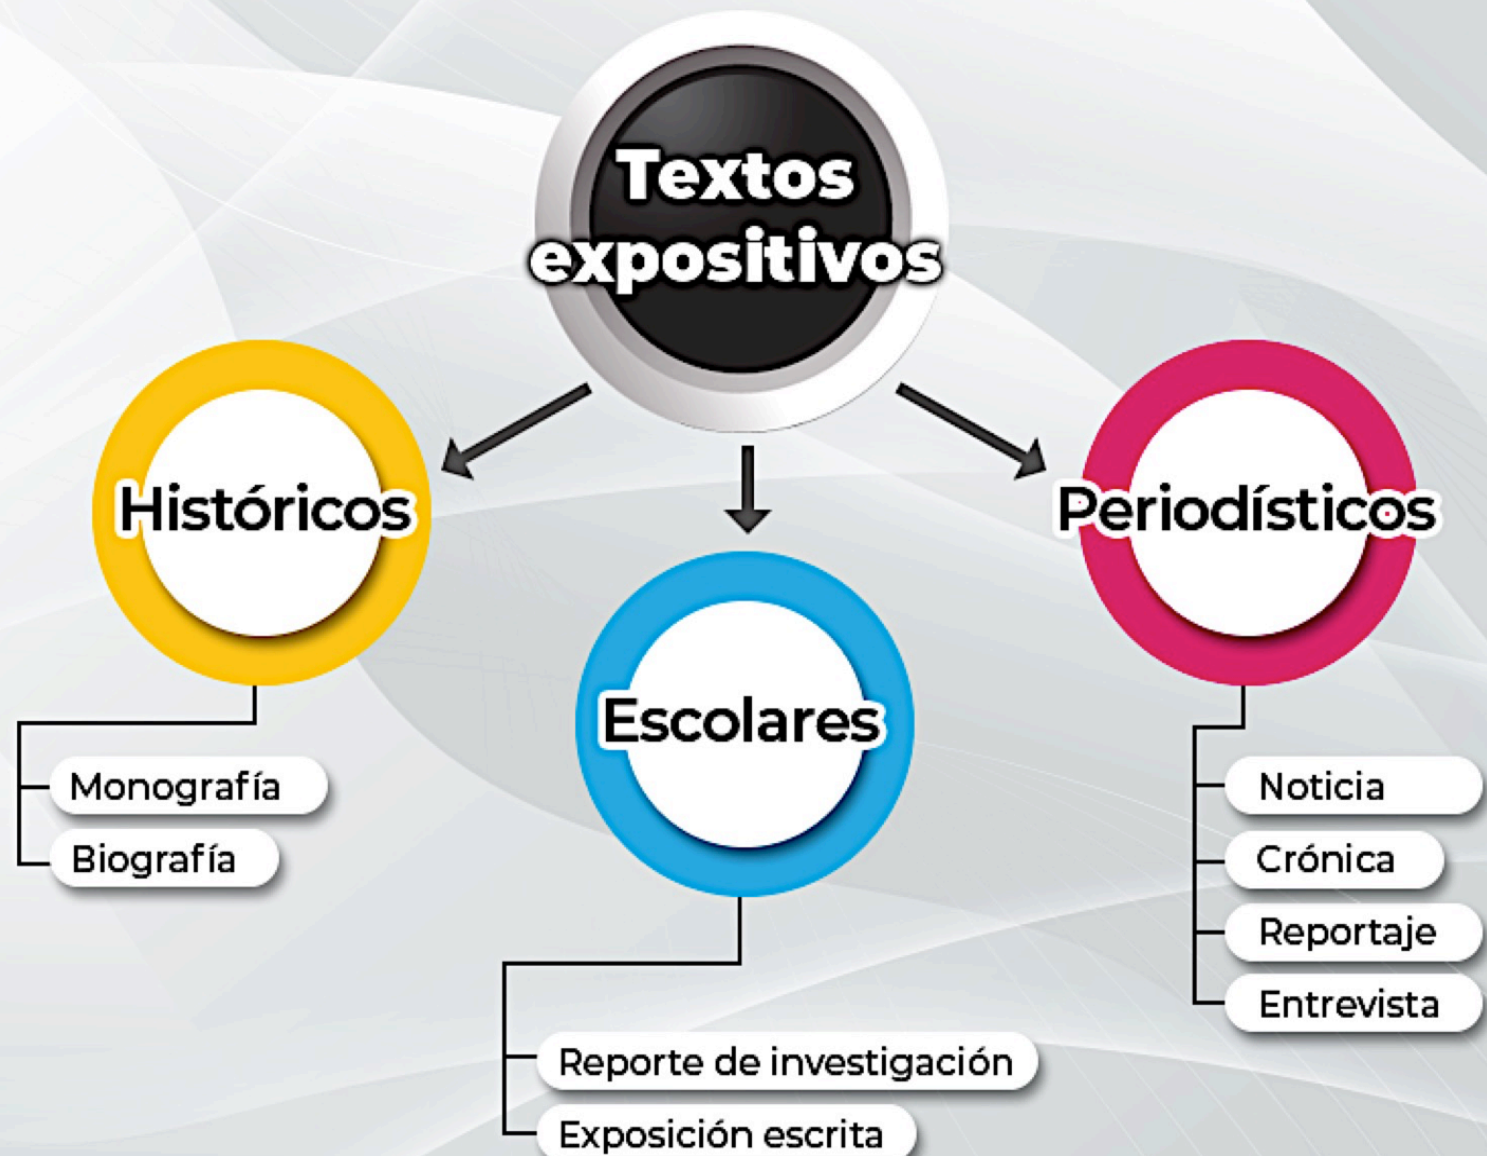 Textos
expositivos
Históricos
Monografía
Biografía
Escolares
Reporte de investigación
Exposición escrita
Periodísticos
Noticia
Crónica
Reportaje
Entrevista